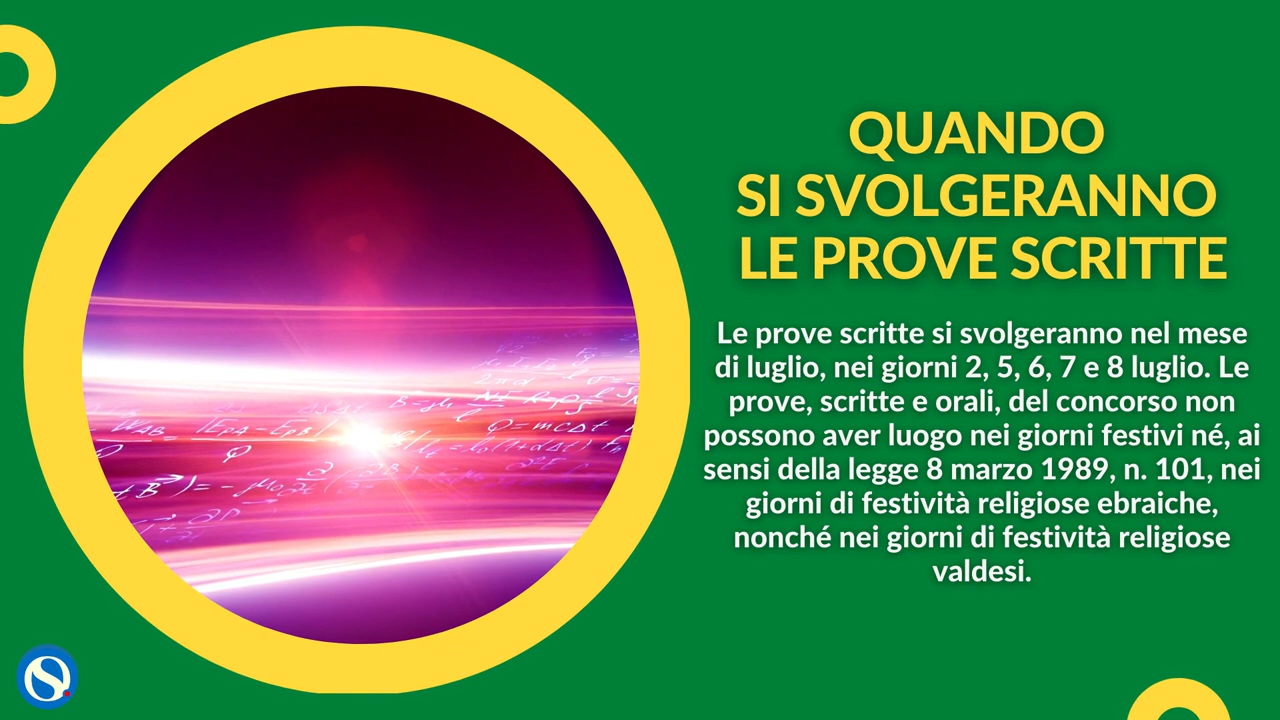 QUANDO
SI SVOLGERANNO
LE PROVE SCRITTE
Le prove scritte si svolgeranno nel mese
di luglio, nei giorni 2, 5, 6, 7 e 8 luglio. Le
prove, scritte e orali, del concorso non
possono aver luogo nei giorni festivi né, ai
sensi della legge 8 marzo 1989, n. 101, nei
giorni di festività religiose ebraiche,
nonché nei giorni di festività religiose
valdesi.
S